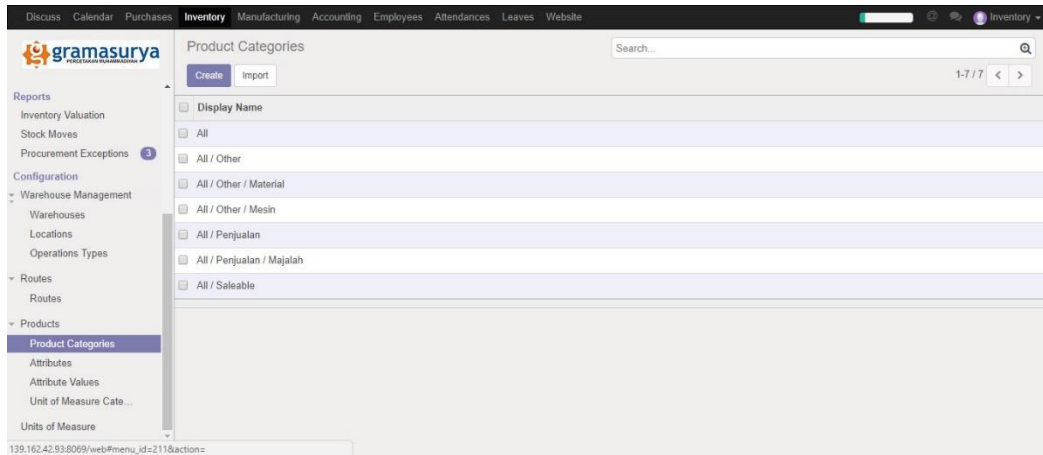 Discuss Calendar Purchases Inventory Manufacturing Accounting Employees Attendances Leaves Website @ Inventory
gramasurya
PERCETAKAN MUHAMMADIYAH
Product Categories
Search...
Create Import
1-7 / 7 < >
Reports
Inventory Valuation
Stock Moves
Procurement Exceptions 3
Configuration
Warehouse Management
Warehouses
Locations
Operations Types
Routes
Routes
Products
Product Categories
Attributes
Attribute Values
Unit of Measure Cate...
Units of Measure
Display Name
All
All / Other
All / Other / Material
All / Other / Mesin
All / Penjualan
All / Penjualan / Majalah
All / Saleable
139.162.42.93:8069/web#menu_id=211&action=